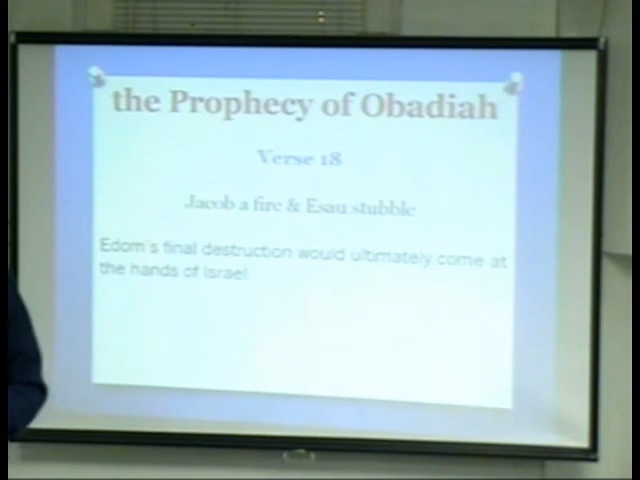 the Prophecy of Obadiah
Verse 18
Jacob a fire & Esau stubble
Edom's final destruction would ultimately come at
the hands of Israel